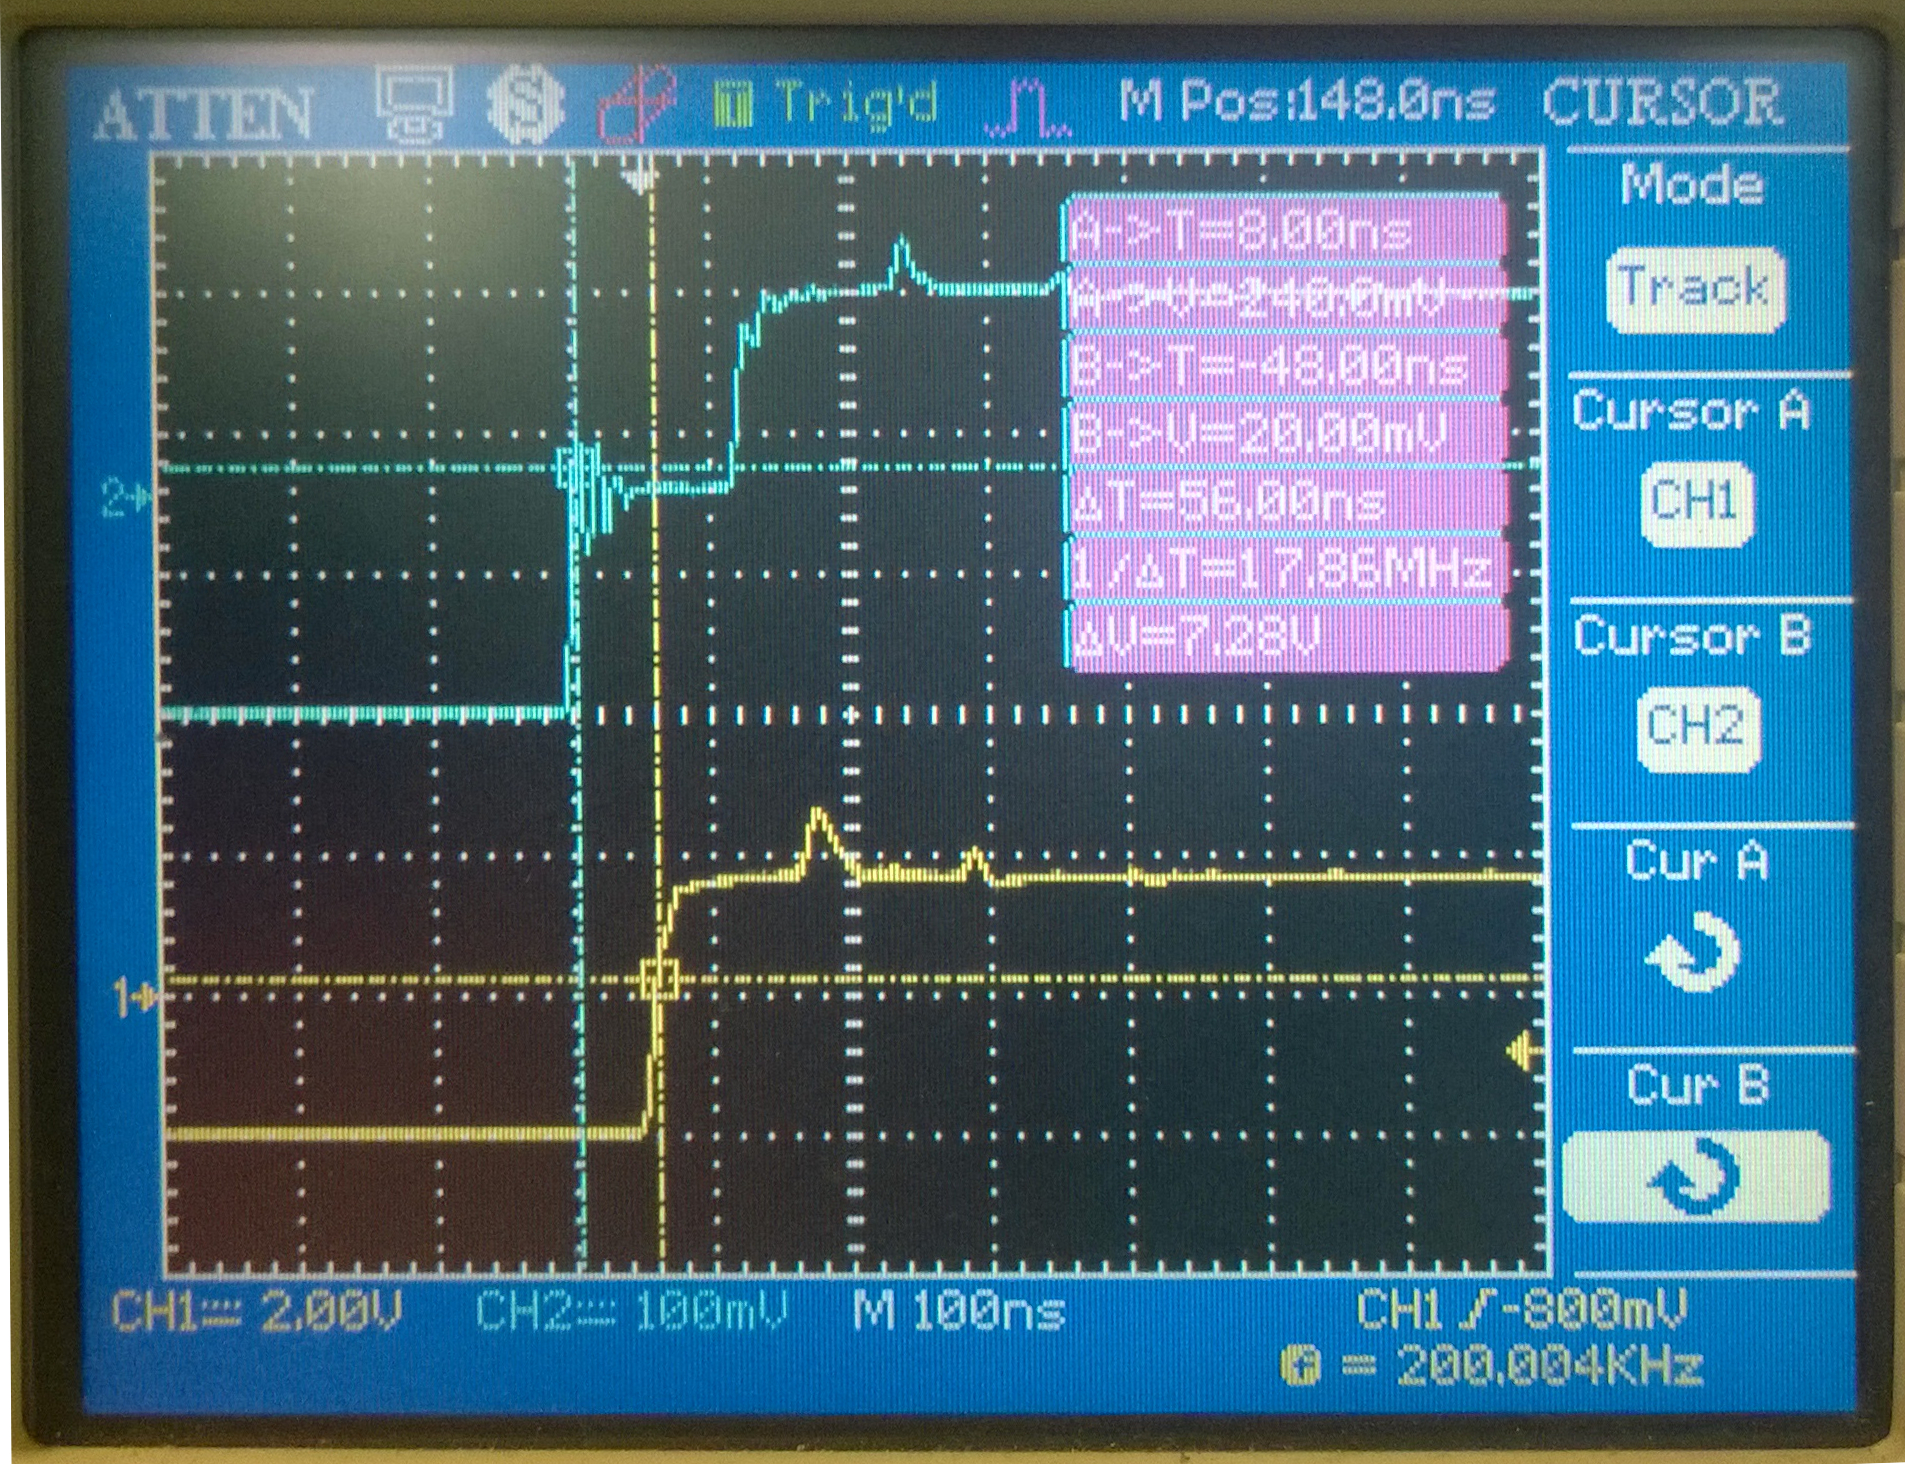 ATTEN Trig'd M Pos:148.0ns CURSOR
Mode
Track
Cursor A
CH1
Cursor B
CH2
Cur A
Cur B
A->T=8.00ns
A->V=240.0mV
B->T=-48.00ns
B->V=20.00mV
ΔT=56.00ns
1/ΔT=17.86MHz
ΔV=7.28V
2
1
CH1 2.00V CH2 100mV M 100ns CH1 -800mV
f = 200.004KHz